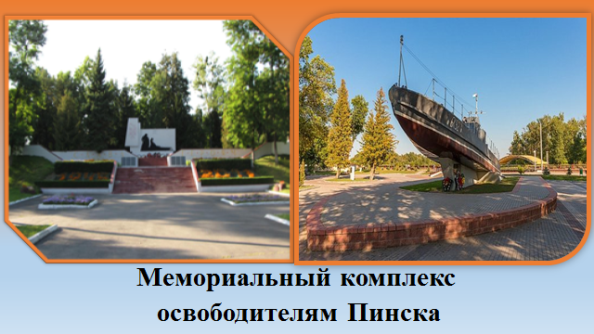 Мемориальный комплекс
освободителям Пинска